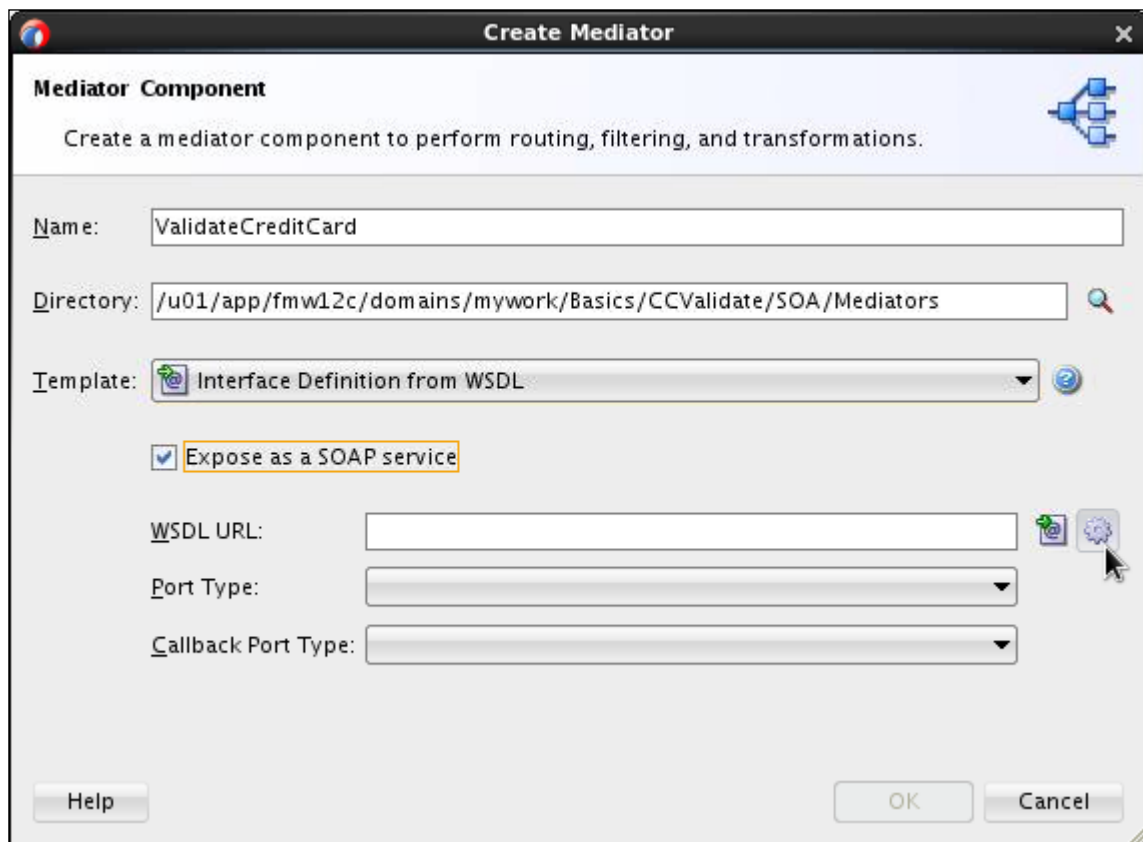 Create Mediator
Mediator Component
Create a mediator component to perform routing, filtering, and transformations.
Name: ValidateCreditCard
Directory: /u01/app/fmw12c/domains/mywork/Basics/CCValidate/SOA/Mediators
Template: Interface Definition from WSDL
Expose as a SOAP service
WSDL URL:
Port Type:
Callback Port Type:
Help OK Cancel